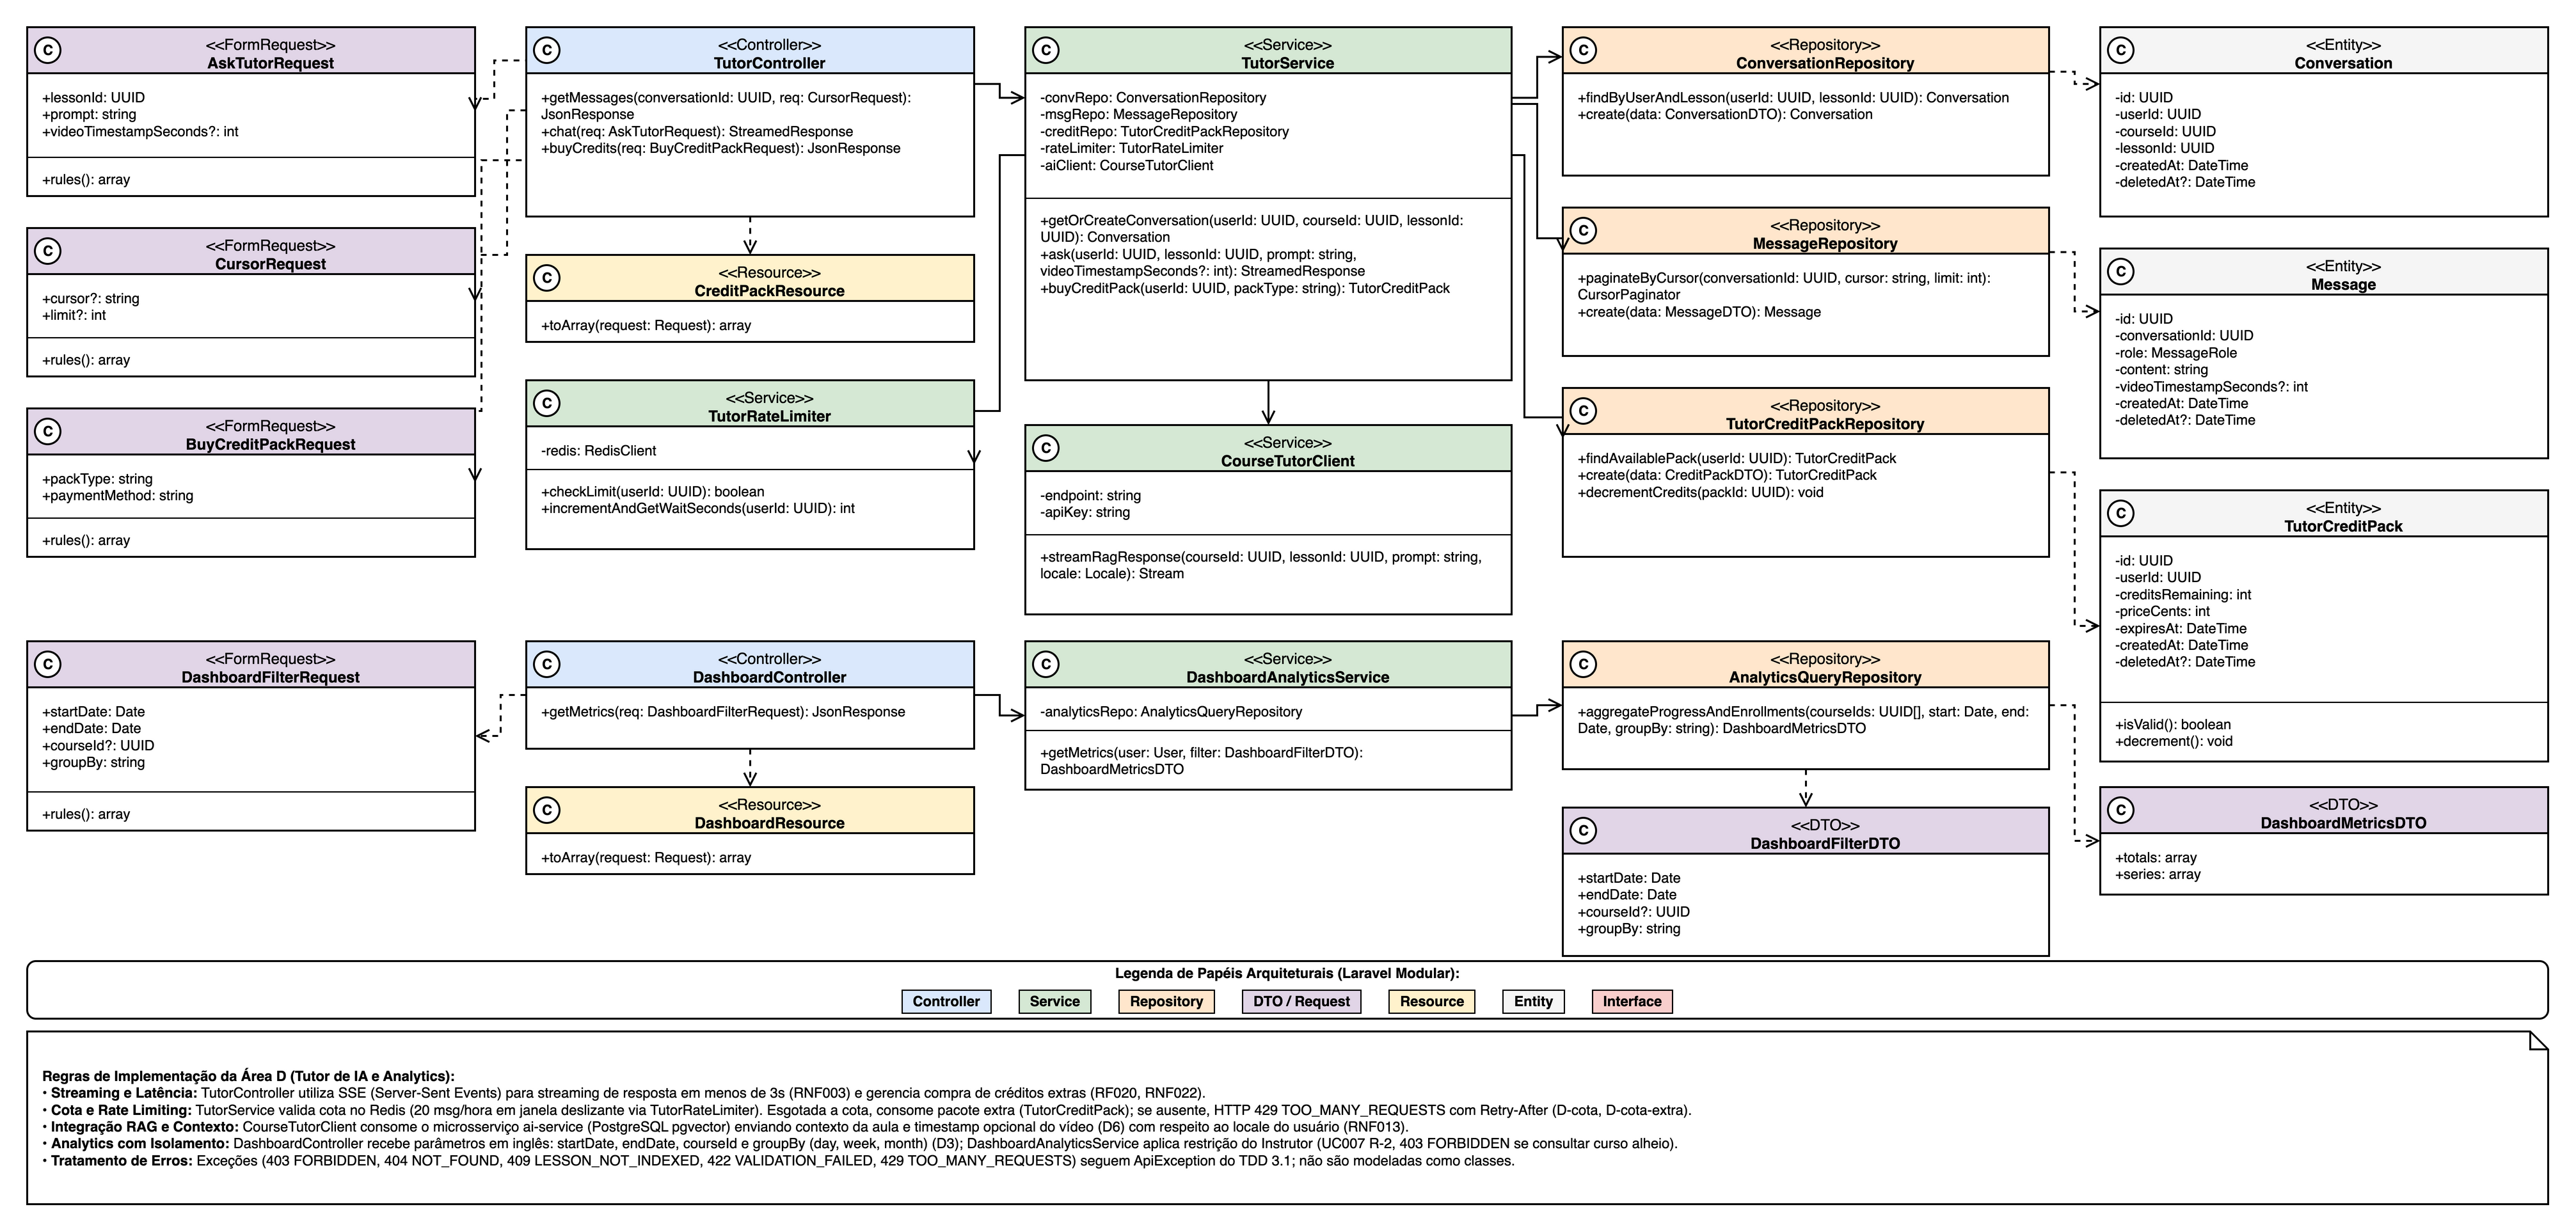 C
<<FormRequest>>
AskTutorRequest
+lessonId: UUID
+prompt: string
+videoTimestampSeconds?: int
+rules(): array
C
<<FormRequest>>
CursorRequest
+cursor?: string
+limit?: int
+rules(): array
C
<<FormRequest>>
BuyCreditPackRequest
+packType: string
+paymentMethod: string
+rules(): array
C
<<Controller>>
TutorController
+getMessages(conversationId: UUID, req: CursorRequest):
JsonResponse
+chat(req: AskTutorRequest): StreamedResponse
+buyCredits(req: BuyCreditPackRequest): JsonResponse
C
<<Resource>>
CreditPackResource
+toArray(request: Request): array
C
<<Service>>
TutorRateLimiter
-redis: RedisClient
+checkLimit(userId: UUID): boolean
+incrementAndGetWaitSeconds(userId: UUID): int
C
<<Service>>
TutorService
-convRepo: ConversationRepository
-msgRepo: MessageRepository
-creditRepo: TutorCreditPackRepository
-rateLimiter: TutorRateLimiter
-aiClient: CourseTutorClient
+getOrCreateConversation(userId: UUID, courseId: UUID, lessonId:
UUID): Conversation
+ask(userId: UUID, lessonId: UUID, prompt: string,
videoTimestampSeconds?: int): StreamedResponse
+buyCreditPack(userId: UUID, packType: string): TutorCreditPack
C
<<Service>>
CourseTutorClient
-endpoint: string
-apiKey: string
+streamRagResponse(courseId: UUID, lessonId: UUID, prompt: string,
locale: Locale): Stream
C
<<Repository>>
ConversationRepository
+findByUserAndLesson(userId: UUID, lessonId: UUID): Conversation
+create(data: ConversationDTO): Conversation
C
<<Repository>>
MessageRepository
+paginateByCursor(conversationId: UUID, cursor: string, limit: int):
CursorPaginator
+create(data: MessageDTO): Message
C
<<Repository>>
TutorCreditPackRepository
+findAvailablePack(userId: UUID): TutorCreditPack
+create(data: CreditPackDTO): TutorCreditPack
+decrementCredits(packId: UUID): void
C
<<Entity>>
Conversation
-id: UUID
-userId: UUID
-courseId: UUID
-lessonId: UUID
-createdAt: DateTime
-deletedAt?: DateTime
C
<<Entity>>
Message
-id: UUID
-conversationId: UUID
-role: MessageRole
-content: string
-videoTimestampSeconds?: int
-createdAt: DateTime
-deletedAt?: DateTime
C
<<Entity>>
TutorCreditPack
-id: UUID
-userId: UUID
-creditsRemaining: int
-priceCents: int
-expiresAt: DateTime
-createdAt: DateTime
-deletedAt?: DateTime
+isValid(): boolean
+decrement(): void
C
<<FormRequest>>
DashboardFilterRequest
+startDate: Date
+endDate: Date
+courseId?: UUID
+groupBy: string
+rules(): array
C
<<Controller>>
DashboardController
+getMetrics(req: DashboardFilterRequest): JsonResponse
C
<<Resource>>
DashboardResource
+toArray(request: Request): array
C
<<Service>>
DashboardAnalyticsService
-analyticsRepo: AnalyticsQueryRepository
+getMetrics(user: User, filter: DashboardFilterDTO):
DashboardMetricsDTO
C
<<Repository>>
AnalyticsQueryRepository
+aggregateProgressAndEnrollments(courseIds: UUID[], start: Date, end:
Date, groupBy: string): DashboardMetricsDTO
C
<<DTO>>
DashboardFilterDTO
+startDate: Date
+endDate: Date
+courseId?: UUID
+groupBy: string
C
<<DTO>>
DashboardMetricsDTO
+totals: array
+series: array
Legenda de Papéis Arquiteturais (Laravel Modular):
Controller Service Repository DTO / Request Resource Entity Interface
Regras de Implementação da Área D (Tutor de IA e Analytics):
• Streaming e Latência: TutorController utiliza SSE (Server-Sent Events) para streaming de resposta em menos de 3s (RNF003) e gerencia compra de créditos extras (RF020, RNF022).
• Cota e Rate Limiting: TutorService valida cota no Redis (20 msg/hora em janela deslizante via TutorRateLimiter). Esgotada a cota, consome pacote extra (TutorCreditPack); se ausente, HTTP 429 TOO_MANY_REQUESTS com Retry-After (D-cota, D-cota-extra).
• Integração RAG e Contexto: CourseTutorClient consome o microsserviço ai-service (PostgreSQL pgvector) enviando contexto da aula e timestamp opcional do vídeo (D6) com respeito ao locale do usuário (RNF013).
• Analytics com Isolamento: DashboardController recebe parâmetros em inglês: startDate, endDate, courseId e groupBy (day, week, month) (D3); DashboardAnalyticsService aplica restrição do Instrutor (UC007 R-2, 403 FORBIDDEN se consultar curso alheio).
• Tratamento de Erros: Exceções (403 FORBIDDEN, 404 NOT_FOUND, 409 LESSON_NOT_INDEXED, 422 VALIDATION_FAILED, 429 TOO_MANY_REQUESTS) seguem ApiException do TDD 3.1; não são modeladas como classes.